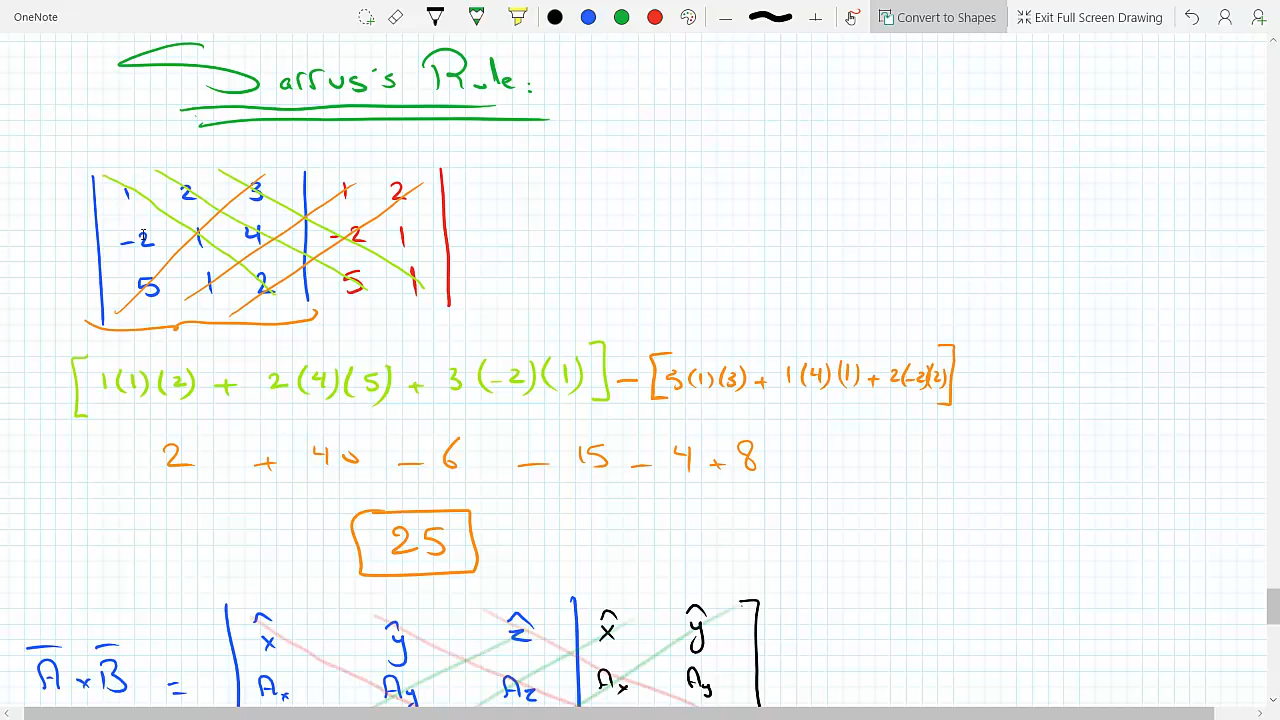 OneNote
Convert to Shapes
Exit Full Screen Drawing
Sarrus's Rule:
1 2 3 1 2
-2 1 4 -2 1
5 1 2 5 1
[1(1)(2) + 2(4)(5) + 3(-2)(1)] - [5(1)(3) + 1(4)(1) + 2(-2)(2)]
2 + 40 - 6 - 15 - 4 + 8
25
x̂ ŷ ẑ x̂ ŷ
A̅ × B̅ = Ax Ay Az Ax Ay